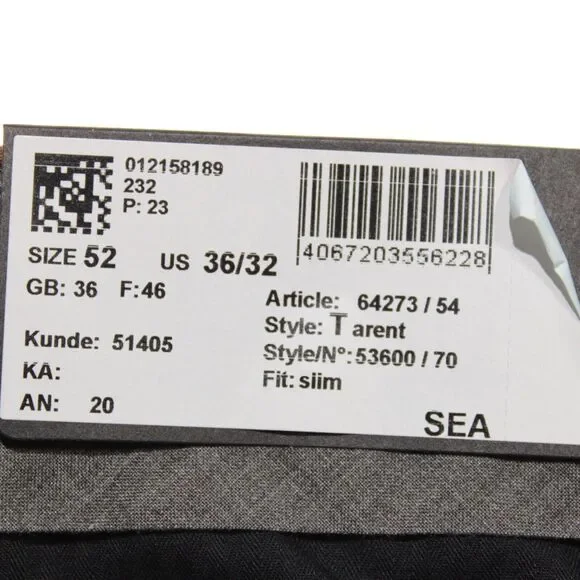 012158189
232
P: 23
4067203556228
SIZE 52 US 36/32
GB: 36 F: 46
Article: 64273 / 54
Style: T arent
Kunde: 51405
Style/N°: 53600 / 70
KA:
Fit: slim
AN: 20
SEA